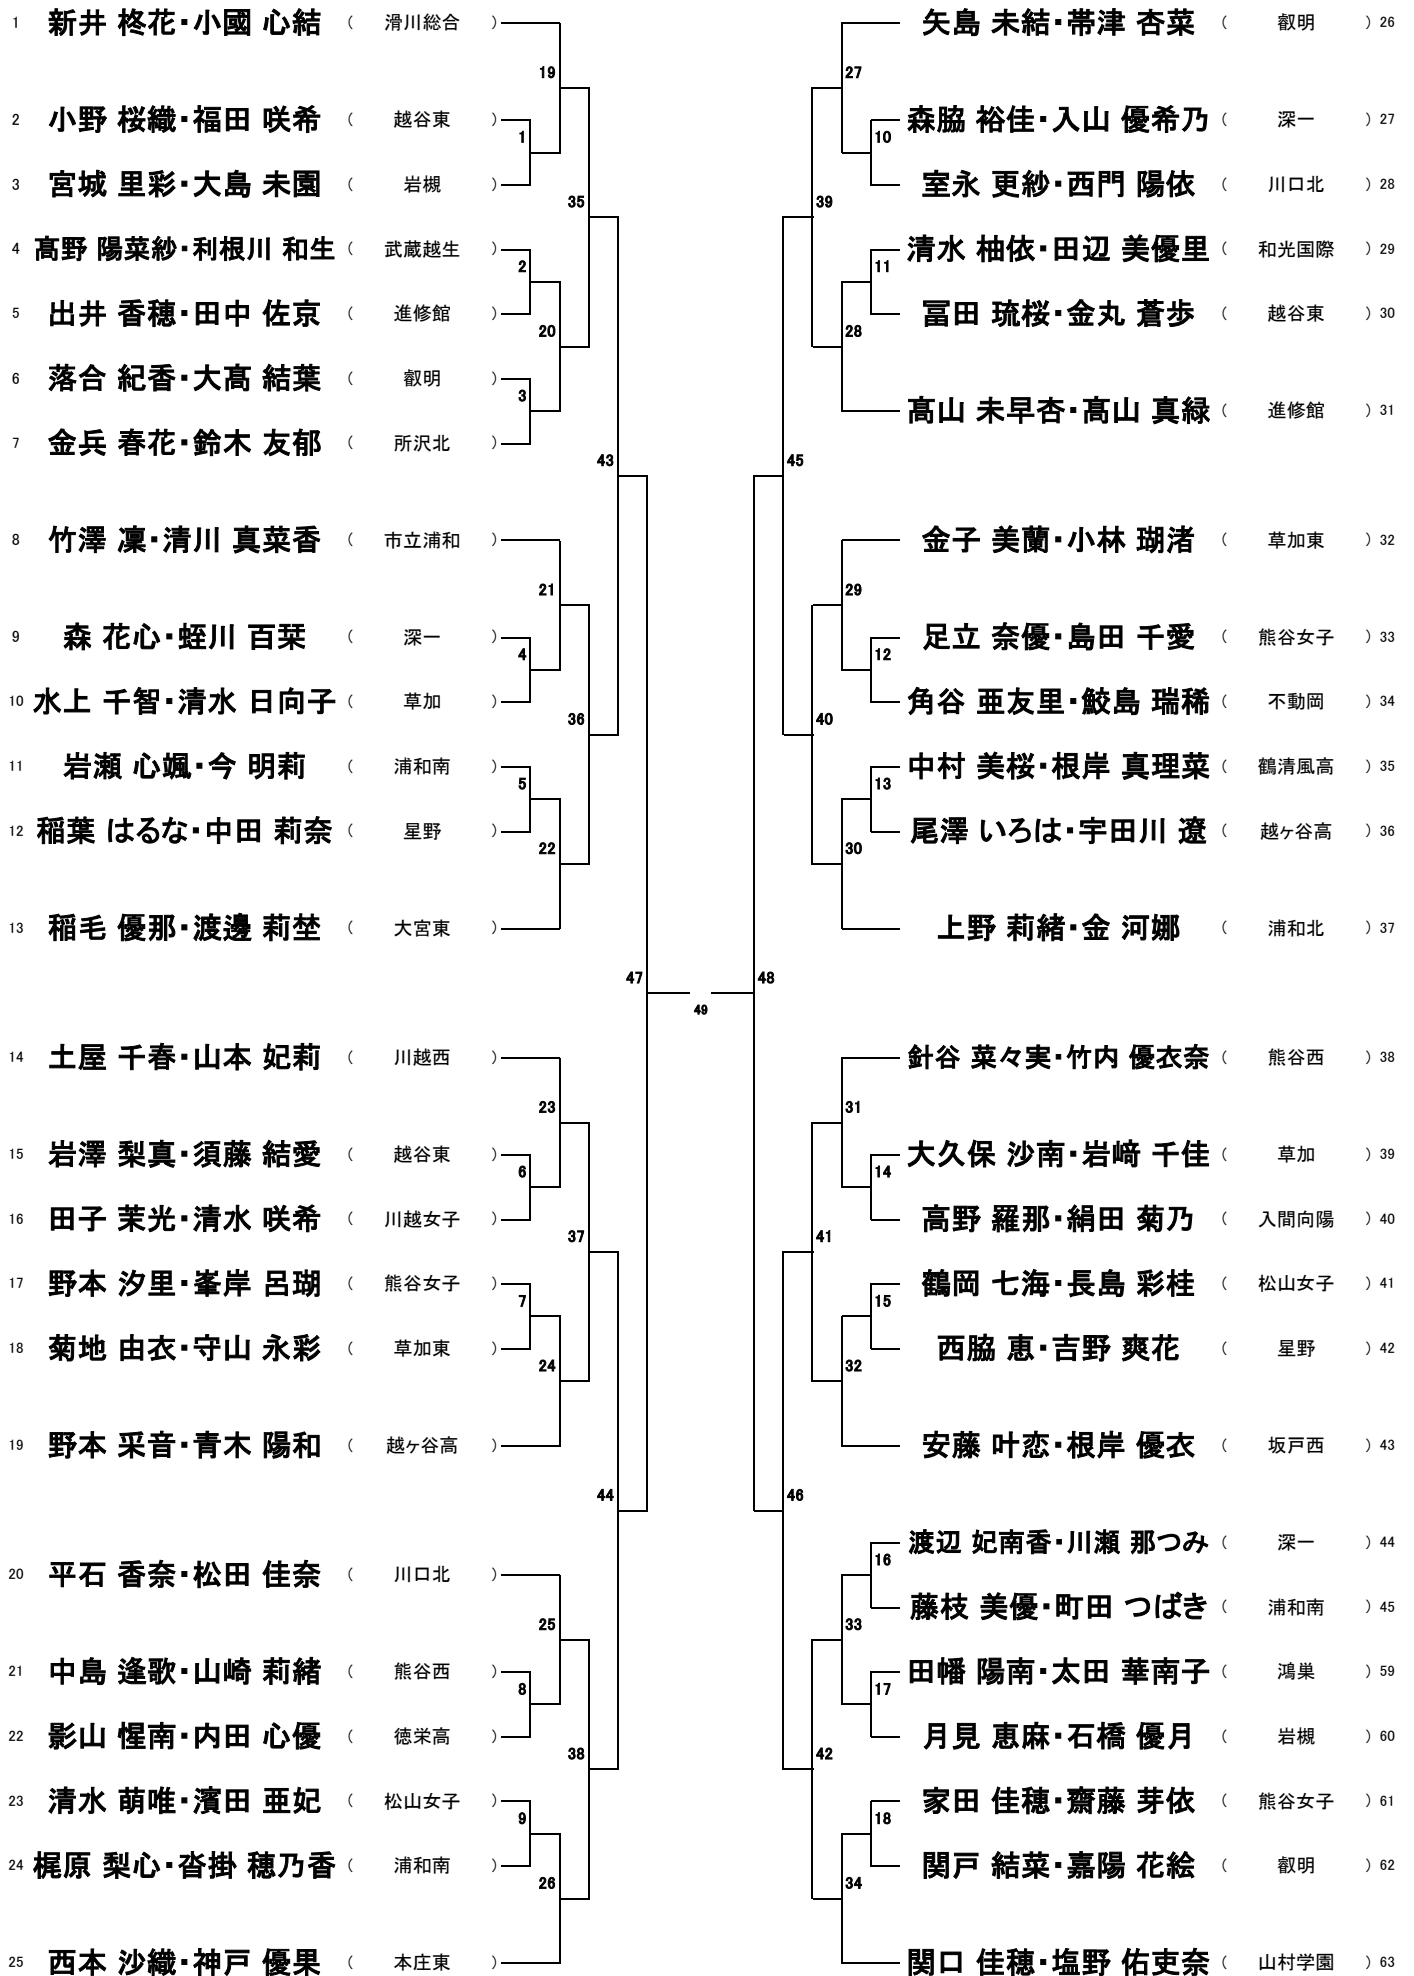 1 新井 柊花・小國 心結 ( 滑川総合 )
19
2 小野 桜織・福田 咲希 ( 越谷東 )
1
3 宮城 里彩・大島 未園 ( 岩槻 )
35
4 髙野 陽菜紗・利根川 和生 ( 武蔵越生 )
2
5 出井 香穂・田中 佐京 ( 進修館 )
20
6 落合 紀香・大髙 結葉 ( 叡明 )
3
7 金兵 春花・鈴木 友郁 ( 所沢北 )
43
8 竹澤 凜・清川 真菜香 ( 市立浦和 )
21
9 森 花心・蛭川 百栞 ( 深一 )
4
10 水上 千智・清水 日向子 ( 草加 )
36
11 岩瀬 心颯・今 明莉 ( 浦和南 )
5
12 稲葉 はるな・中田 莉奈 ( 星野 )
22
13 稲毛 優那・渡邊 莉埜 ( 大宮東 )
47
14 土屋 千春・山本 妃莉 ( 川越西 )
23
15 岩澤 梨真・須藤 結愛 ( 越谷東 )
6
16 田子 茉光・清水 咲希 ( 川越女子 )
37
17 野本 汐里・峯岸 呂瑚 ( 熊谷女子 )
7
18 菊地 由衣・守山 永彩 ( 草加東 )
24
19 野本 采音・青木 陽和 ( 越ヶ谷高 )
44
20 平石 香奈・松田 佳奈 ( 川口北 )
25
21 中島 逢歌・山崎 莉緒 ( 熊谷西 )
8
22 影山 惺南・内田 心優 ( 徳栄高 )
38
23 清水 萌唯・濱田 亜妃 ( 松山女子 )
9
24 梶原 梨心・沓掛 穂乃香 ( 浦和南 )
26
25 西本 沙織・神戸 優果 ( 本庄東 )
49
矢島 未結・帯津 杏菜 ( 叡明 ) 26
27
森脇 裕佳・入山 優希乃 ( 深一 ) 27
10
室永 更紗・西門 陽依 ( 川口北 ) 28
39
清水 柚依・田辺 美優里 ( 和光国際 ) 29
11
冨田 琉桜・金丸 蒼歩 ( 越谷東 ) 30
28
髙山 未早杏・髙山 真緑 ( 進修館 ) 31
45
金子 美蘭・小林 瑚渚 ( 草加東 ) 32
29
足立 奈優・島田 千愛 ( 熊谷女子 ) 33
12
角谷 亜友里・鮫島 瑞稀 ( 不動岡 ) 34
40
中村 美桜・根岸 真理菜 ( 鶴清風高 ) 35
13
尾澤 いろは・宇田川 遼 ( 越ヶ谷高 ) 36
30
上野 莉緒・金 河娜 ( 浦和北 ) 37
48
針谷 菜々実・竹内 優衣奈 ( 熊谷西 ) 38
31
大久保 沙南・岩﨑 千佳 ( 草加 ) 39
14
高野 羅那・絹田 菊乃 ( 入間向陽 ) 40
41
鶴岡 七海・長島 彩桂 ( 松山女子 ) 41
15
西脇 恵・吉野 爽花 ( 星野 ) 42
32
安藤 叶恋・根岸 優衣 ( 坂戸西 ) 43
46
渡辺 妃南香・川瀬 那つみ ( 深一 ) 44
16
藤枝 美優・町田 つばき ( 浦和南 ) 45
33
田幡 陽南・太田 華南子 ( 鴻巣 ) 59
17
月見 恵麻・石橋 優月 ( 岩槻 ) 60
42
家田 佳穂・齋藤 芽依 ( 熊谷女子 ) 61
18
関戸 結菜・嘉陽 花絵 ( 叡明 ) 62
34
関口 佳穂・塩野 佑吏奈 ( 山村学園 ) 63